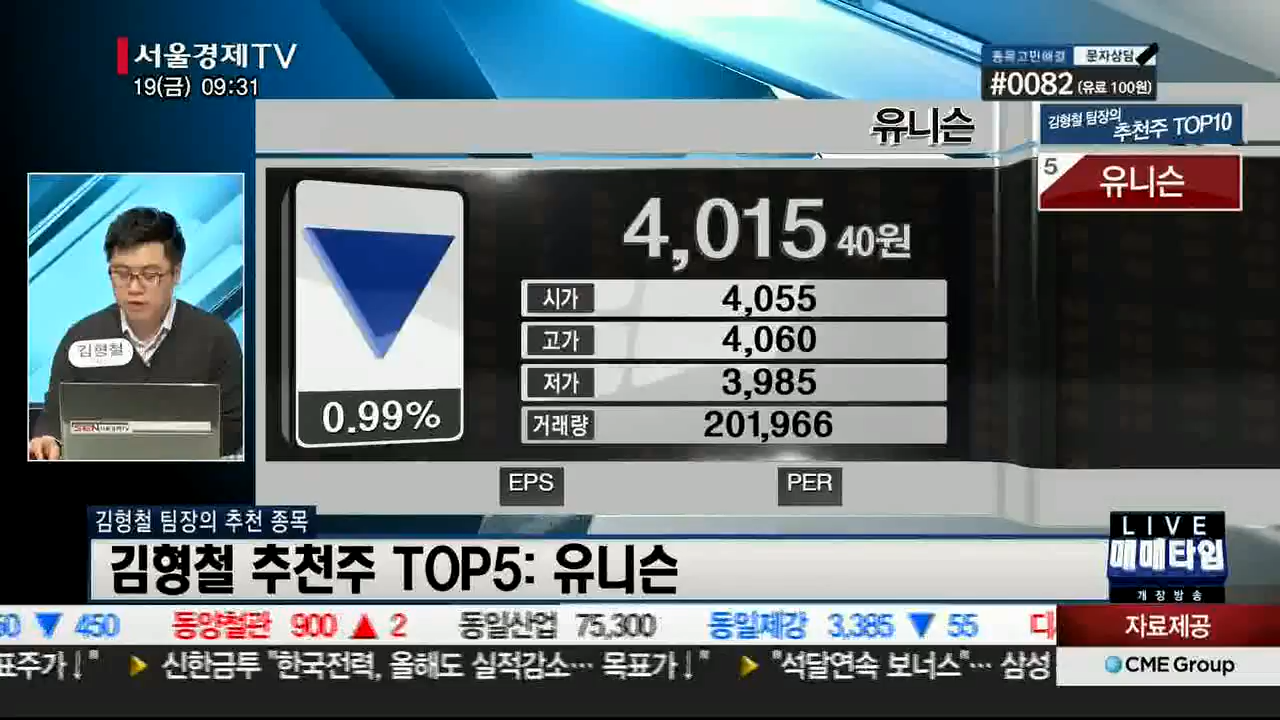 서울경제TV
19(금) 09:31
종목고민해결 문자상담
#0082 (유료 100원)
유니슨
김형철 팀장의 추천주 TOP10
5 유니슨
4,015 40원
시가 4,055
고가 4,060
저가 3,985
거래량 201,966
0.99%
김형철
SEN
EPS PER
김형철 팀장의 추천 종목
김형철 추천주 TOP5: 유니슨
LIVE
매매타임
개장방송
▼ 450 동양철관 900 ▲ 2 동일산업 75,300 동일제강 3,385 ▼ 55
자료제공
표주가↓" ▶ 신한금투 "한국전력, 올해도 실적감소… 목표가↓" ▶ "석달연속 보너스"… 삼성
CME Group